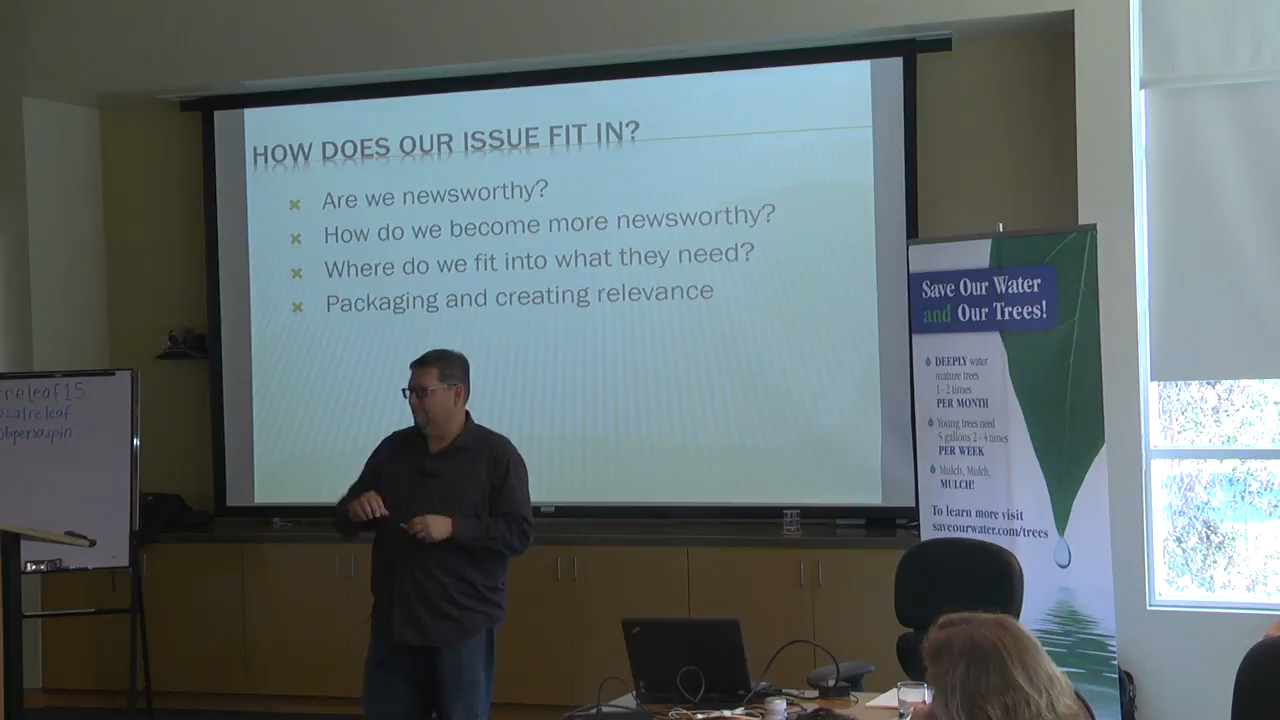 HOW DOES OUR ISSUE FIT IN?
Are we newsworthy?
How do we become more newsworthy?
Where do we fit into what they need?
Packaging and creating relevance
releaf15
calreleaf
Save Our Water
and Our Trees!
DEEPLY water
mature trees
1-2 times
PER MONTH
Young trees need
5 gallons 2-4 times
PER WEEK
Mulch, Mulch,
MULCH!
To learn more visit
saveourwater.com/trees